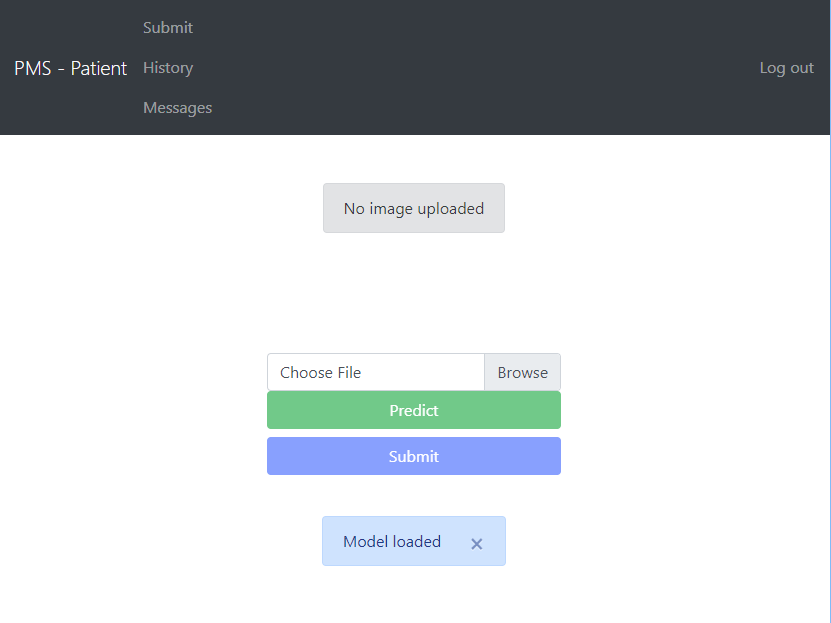 Submit
PMS - Patient
History
Log out
Messages
No image uploaded
Choose File
Browse
Predict
Submit
Model loaded ×